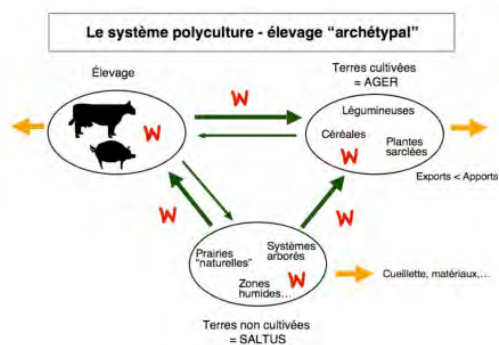 Le système polyculture - élevage “archétypal”
Élevage
Terres cultivées
= AGER
W
Légumineuses
W
Céréales
Plantes
sarclées
W
Exports < Apports
W
W
Prairies
"naturelles"
Systèmes
arborés
W
Zones
humides...
Cueillette, matériaux,...
Terres non cultivées
= SALTUS